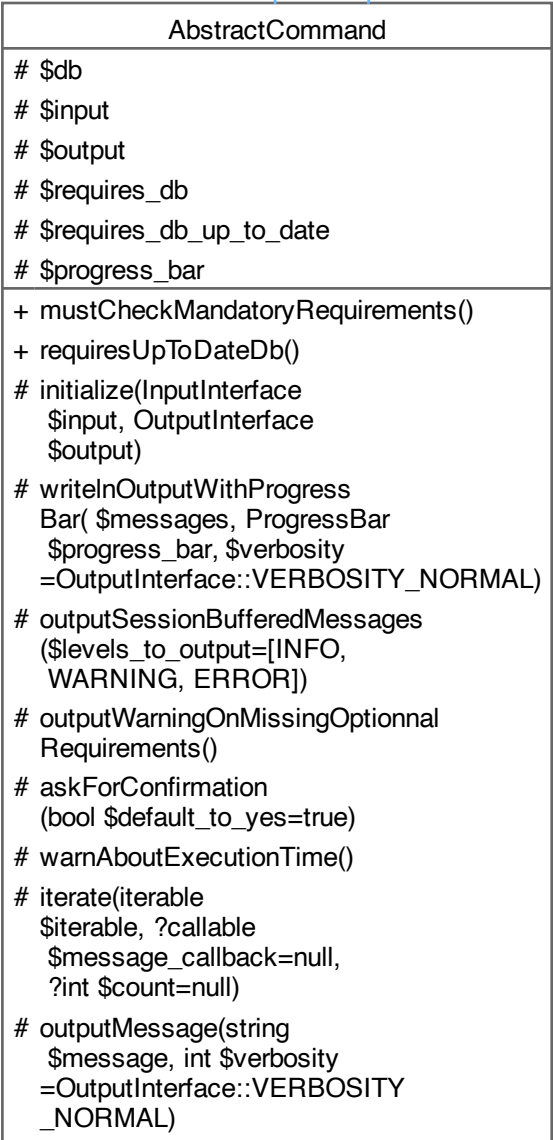 AbstractCommand
# $db
# $input
# $output
# $requires_db
# $requires_db_up_to_date
# $progress_bar
+ mustCheckMandatoryRequirements()
+ requiresUpToDateDb()
# initialize(InputInterface
$input, OutputInterface
$output)
# writelnOutputWithProgress
Bar( $messages, ProgressBar
$progress_bar, $verbosity
=OutputInterface::VERBOSITY_NORMAL)
# outputSessionBufferedMessages
($levels_to_output=[INFO,
WARNING, ERROR])
# outputWarningOnMissingOptionnal
Requirements()
# askForConfirmation
(bool $default_to_yes=true)
# warnAboutExecutionTime()
# iterate(iterable
$iterable, ?callable
$message_callback=null,
?int $count=null)
# outputMessage(string
$message, int $verbosity
=OutputInterface::VERBOSITY
_NORMAL)